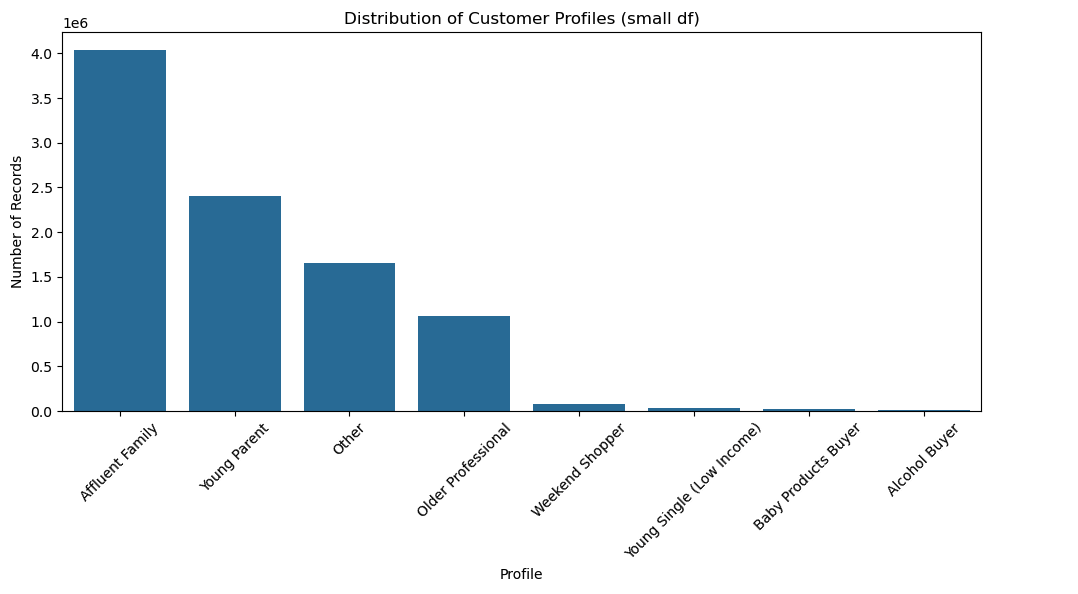 Distribution of Customer Profiles (small df)
1e6
4.0
3.5
3.0
2.5
2.0
1.5
1.0
0.5
0.0
Number of Records
Affluent Family
Young Parent
Other
Older Professional
Weekend Shopper
Young Single (Low Income)
Baby Products Buyer
Alcohol Buyer
Profile